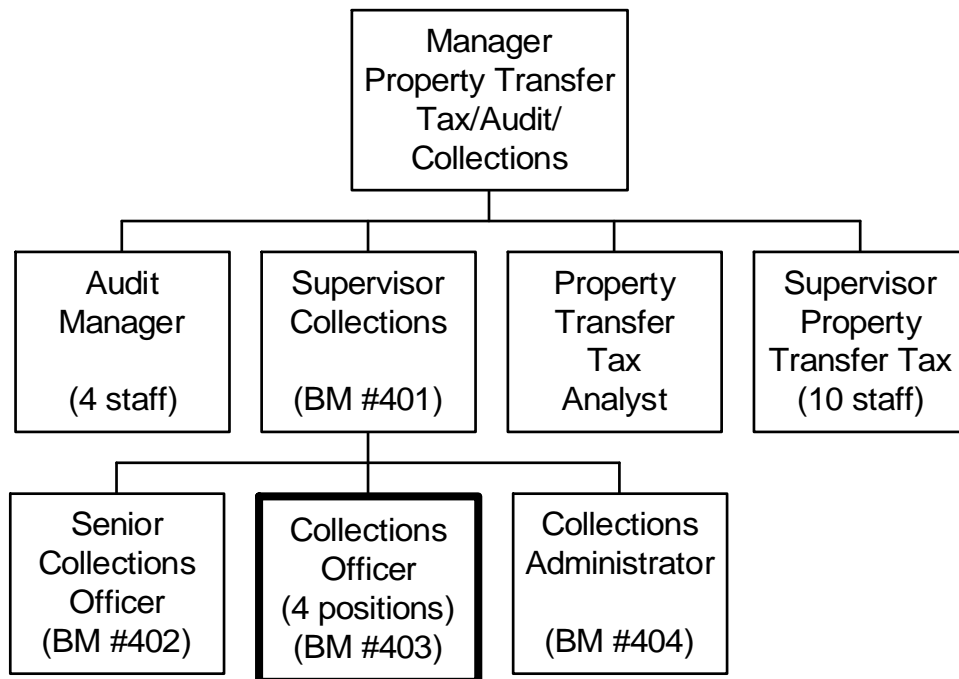 Manager
Property Transfer
Tax/Audit/
Collections
Audit
Manager
(4 staff)
Supervisor
Collections
(BM #401)
Property
Transfer
Tax
Analyst
Supervisor
Property
Transfer Tax
(10 staff)
Senior
Collections
Officer
(BM #402)
Collections
Officer
(4 positions)
(BM #403)
Collections
Administrator
(BM #404)